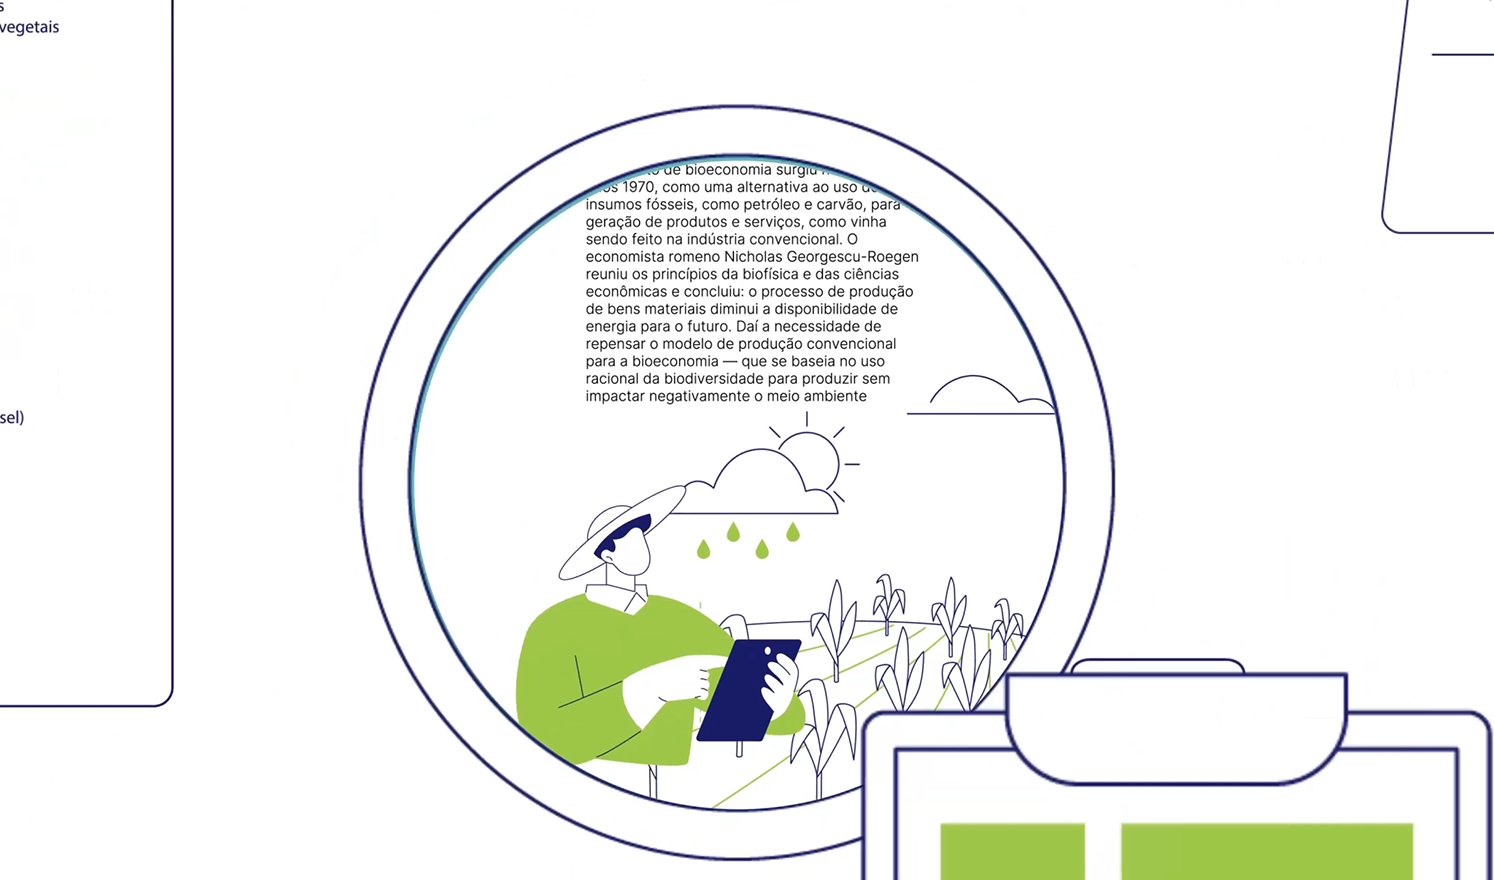 vegetais
sel)
de bioeconomia surgiu
1970, como uma alternativa ao uso de
insumos fósseis, como petróleo e carvão, para
geração de produtos e serviços, como vinha
sendo feito na indústria convencional. O
economista romeno Nicholas Georgescu-Roegen
reuniu os princípios da biofísica e das ciências
econômicas e concluiu: o processo de produção
de bens materiais diminui a disponibilidade de
energia para o futuro. Daí a necessidade de
repensar o modelo de produção convencional
para a bioeconomia — que se baseia no uso
racional da biodiversidade para produzir sem
impactar negativamente o meio ambiente